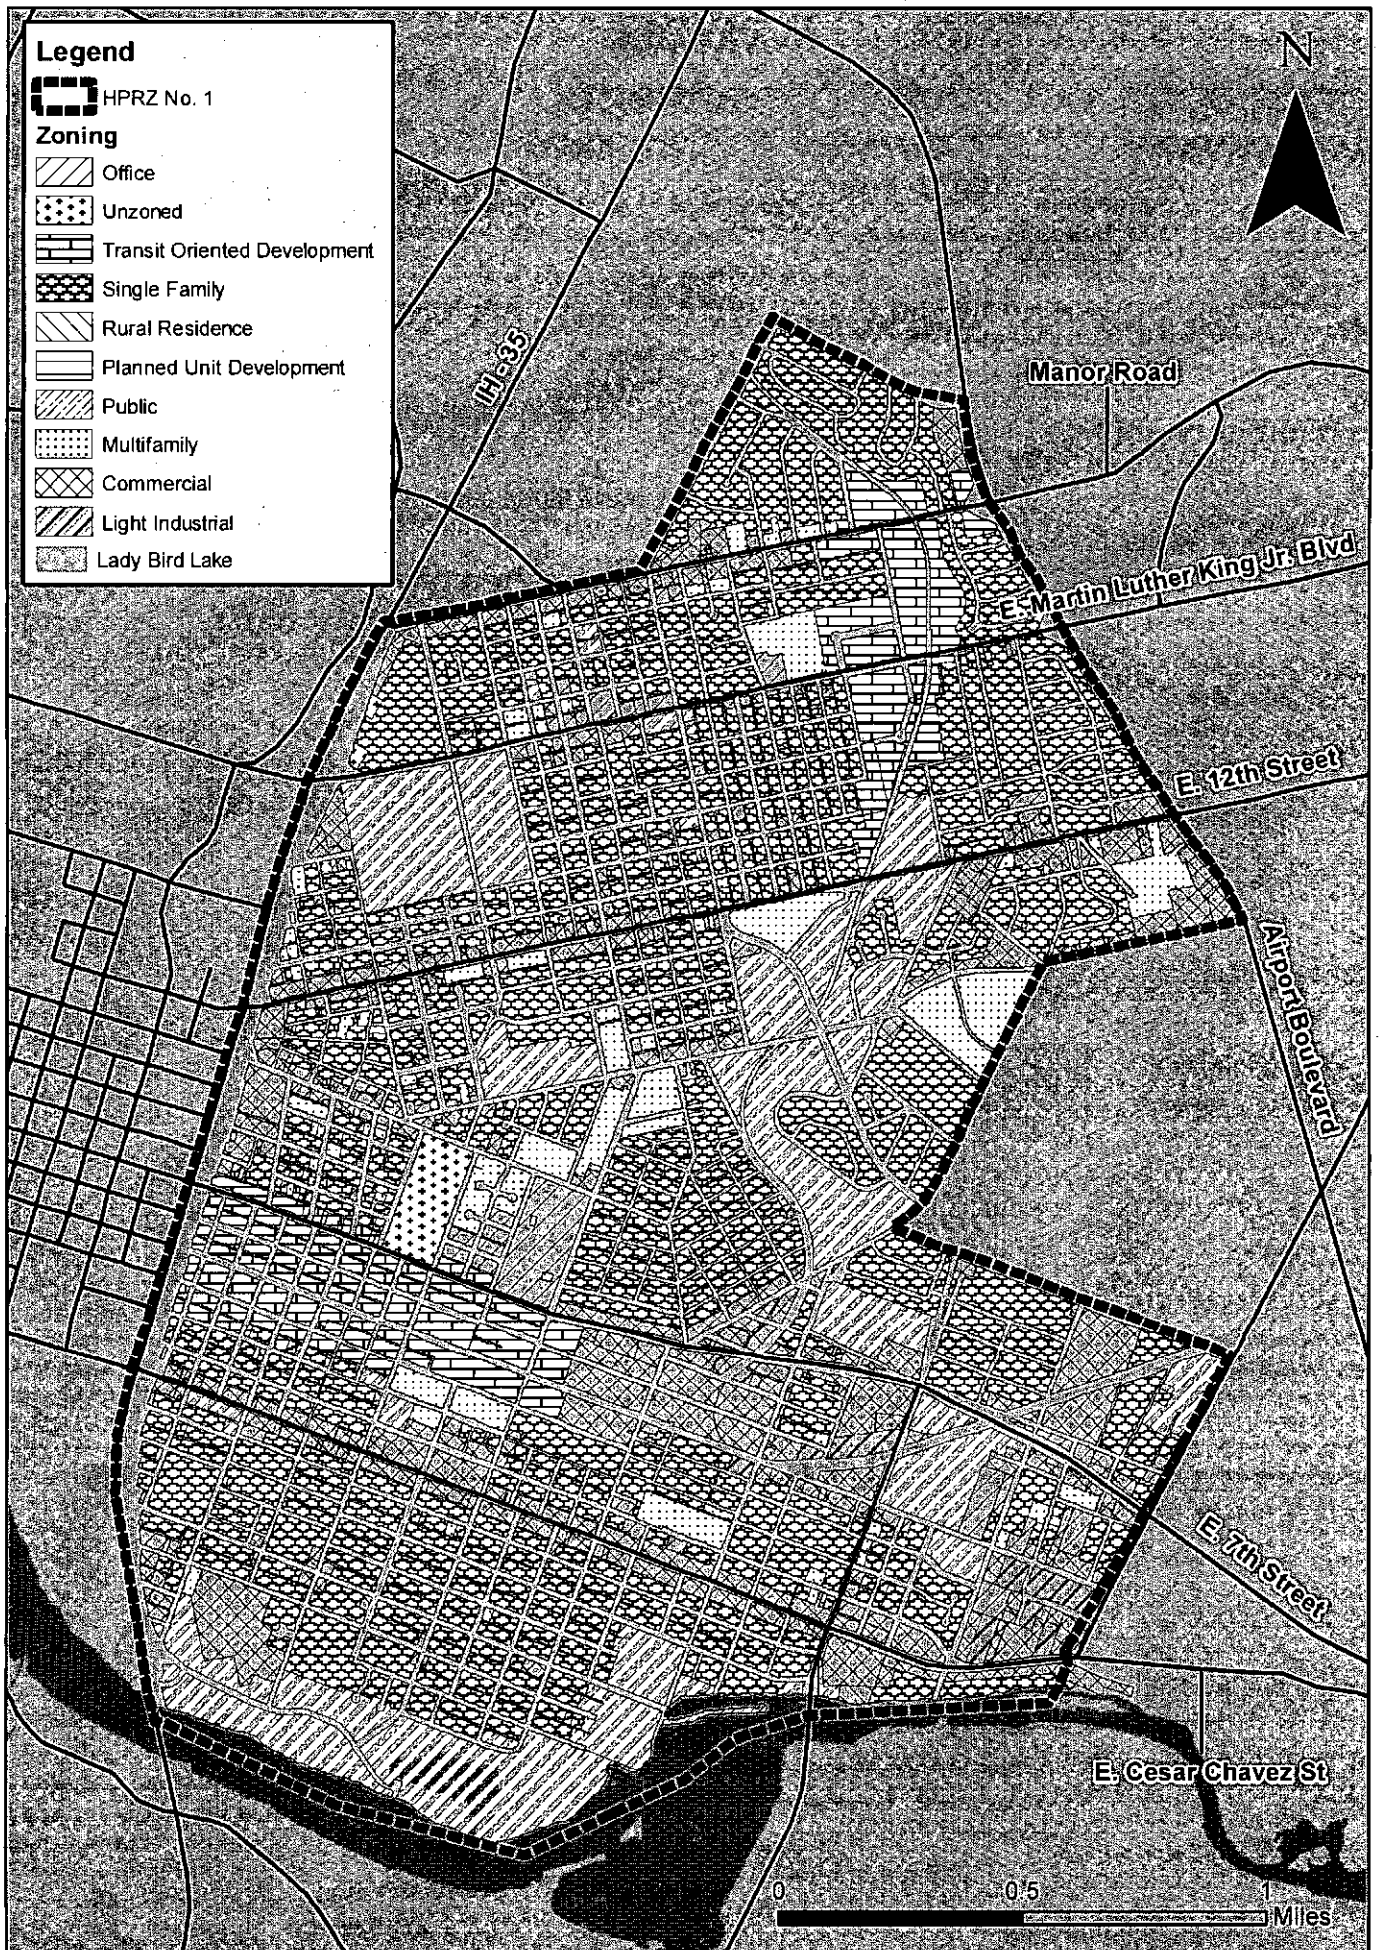 Legend
HPRZ No. 1
Zoning
Office
Unzoned
Transit Oriented Development
Single Family
Rural Residence
Planned Unit Development
Public
Multifamily
Commercial
Light Industrial
Lady Bird Lake
N
IH-35
Manor Road
E. Martin Luther King Jr. Blvd
E. 12th Street
Airport Boulevard
E. 7th Street
E. Cesar Chavez St
0 0.5 1
Miles